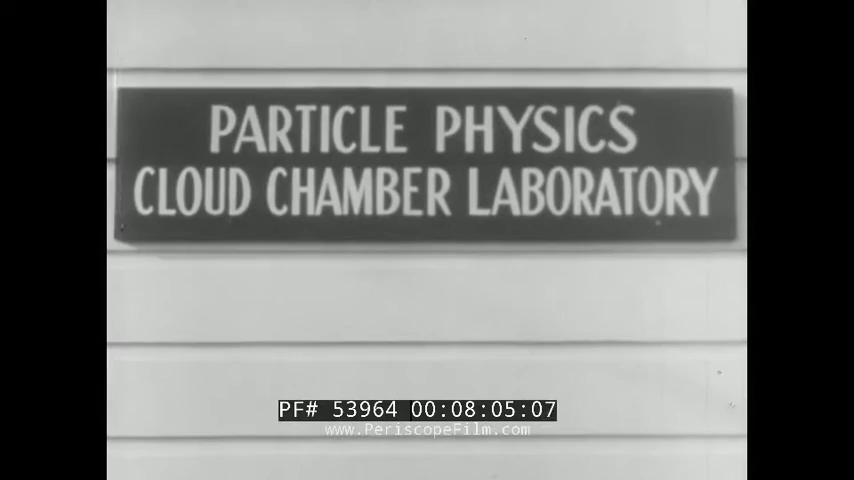 PARTICLE PHYSICS
CLOUD CHAMBER LABORATORY
PF# 53964 00:08:05:07
www.PeriscopeFilm.com